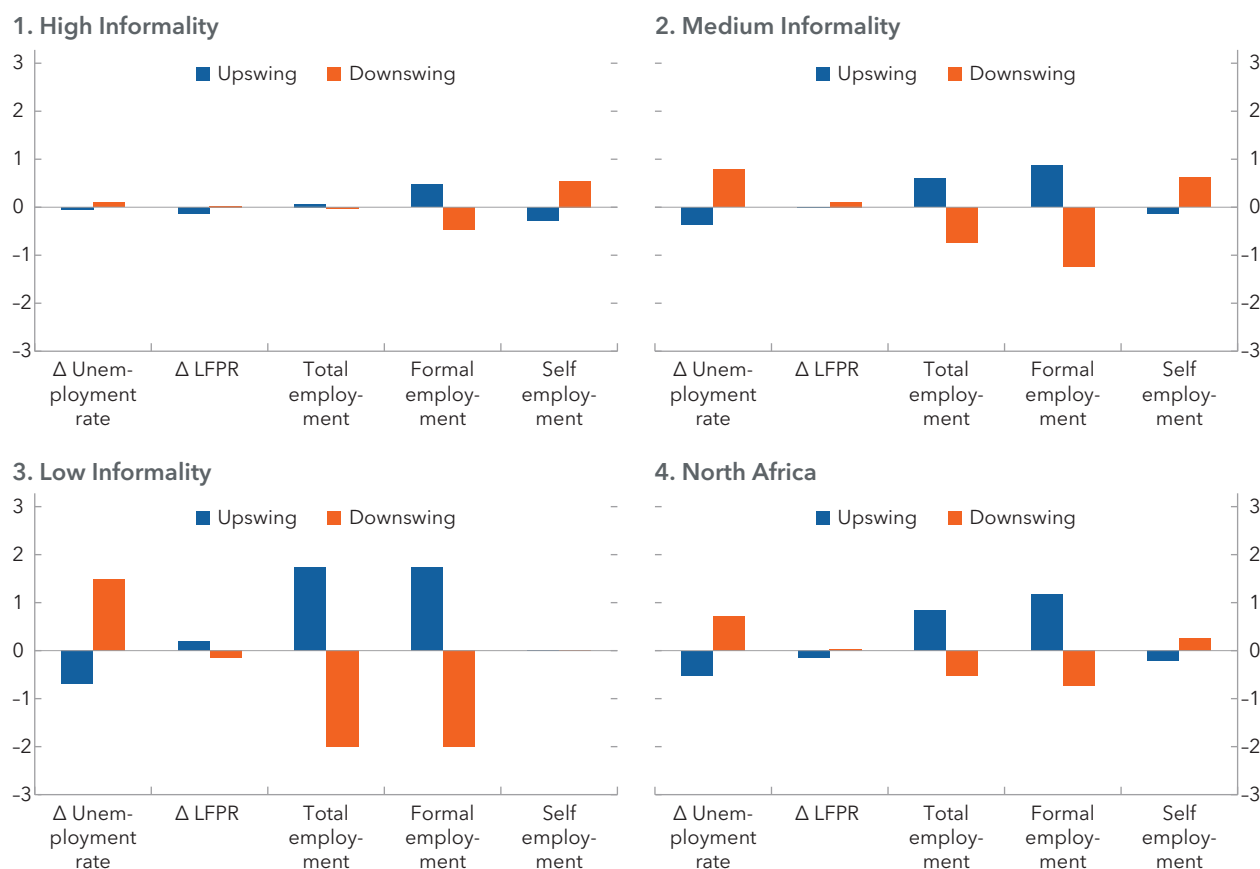 1. High Informality
3
Upswing Downswing
2
1
0
–1
–2
–3
Δ Unem-
ployment
rate
Δ LFPR
Total
employ-
ment
Formal
employ-
ment
Self
employ-
ment
2. Medium Informality
3
Upswing Downswing
2
1
0
–1
–2
–3
Δ Unem-
ployment
rate
Δ LFPR
Total
employ-
ment
Formal
employ-
ment
Self
employ-
ment
3. Low Informality
3
Upswing Downswing
2
1
0
–1
–2
–3
Δ Unem-
ployment
rate
Δ LFPR
Total
employ-
ment
Formal
employ-
ment
Self
employ-
ment
4. North Africa
3
Upswing Downswing
2
1
0
–1
–2
–3
Δ Unem-
ployment
rate
Δ LFPR
Total
employ-
ment
Formal
employ-
ment
Self
employ-
ment